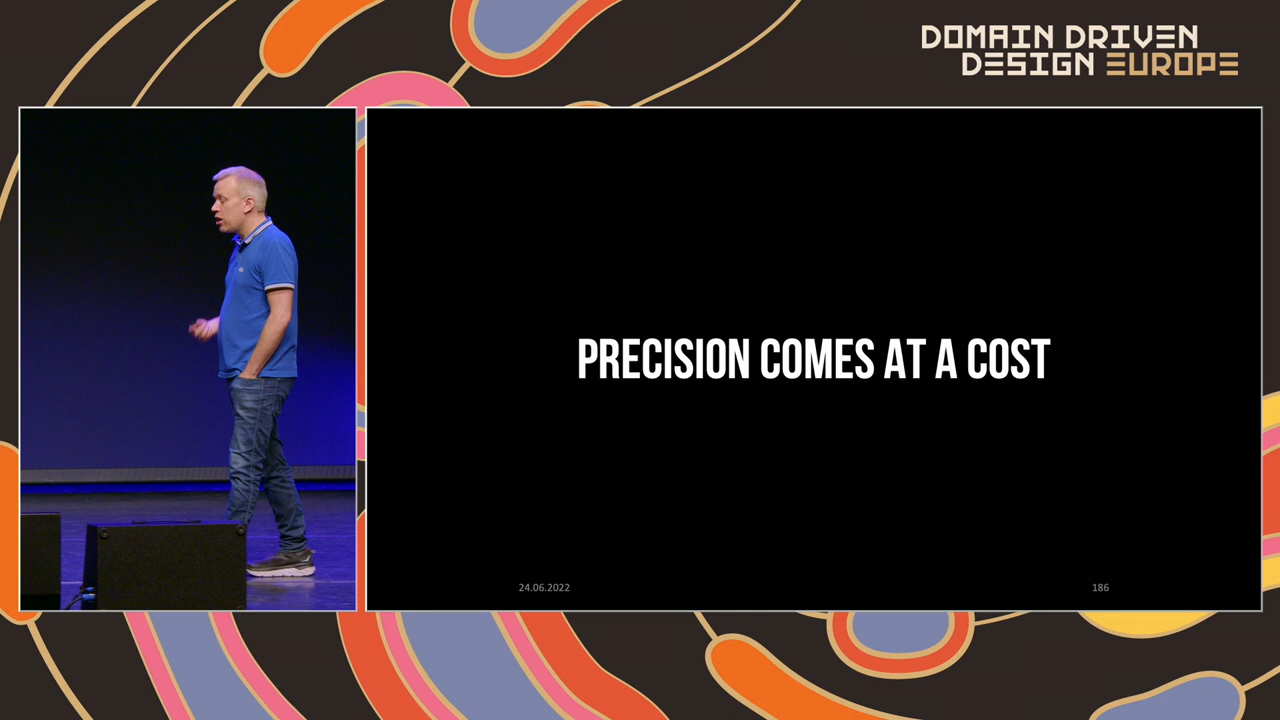 DOMAIN DRIVEN
DESIGN EUROPE
PRECISION COMES AT A COST
24.06.2022
186